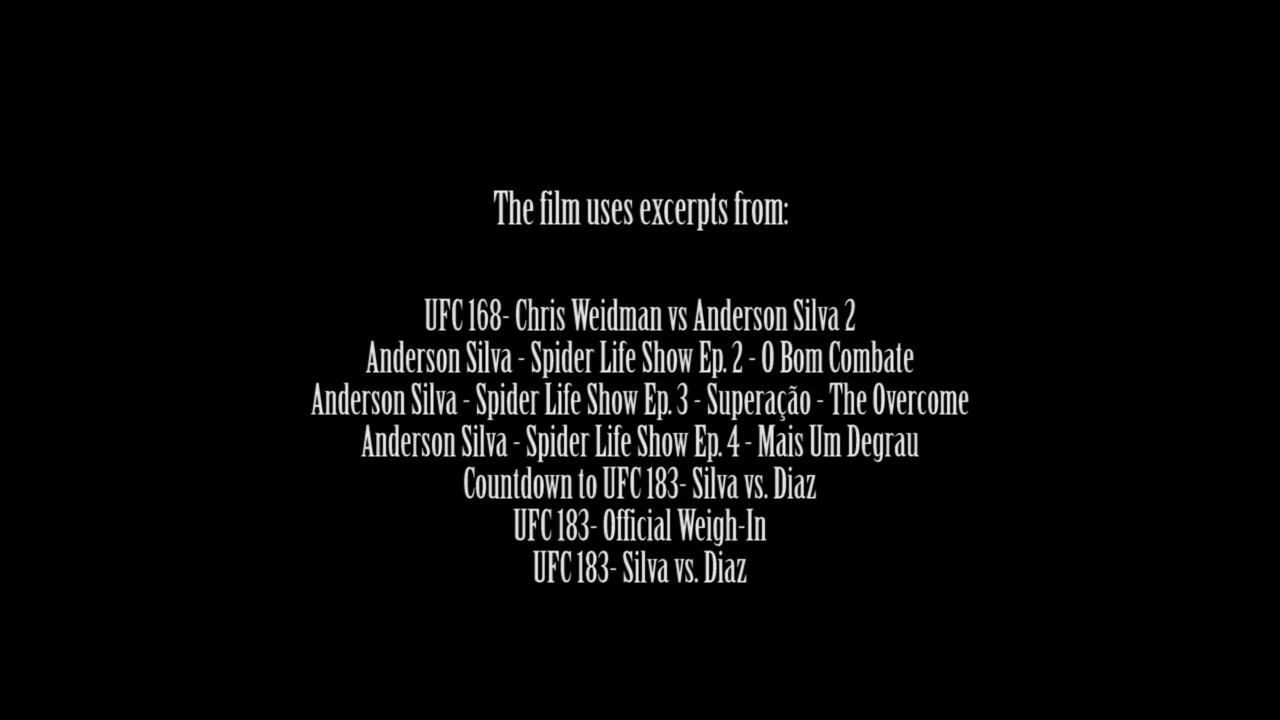 The film uses excerpts from:
UFC 168- Chris Weidman vs Anderson Silva 2
Anderson Silva - Spider Life Show Ep. 2 - O Bom Combate
Anderson Silva - Spider Life Show Ep. 3 - Superação - The Overcome
Anderson Silva - Spider Life Show Ep. 4 - Mais Um Degrau
Countdown to UFC 183- Silva vs. Diaz
UFC 183- Official Weigh-In
UFC 183- Silva vs. Diaz